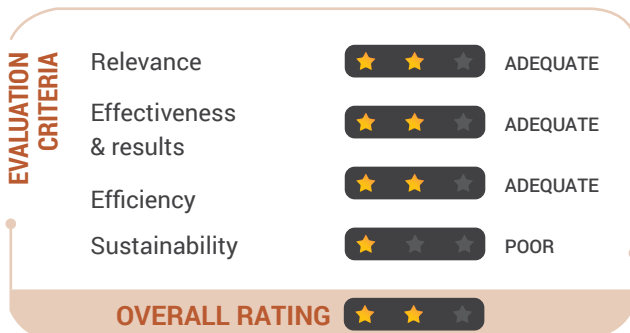 EVALUATION
CRITERIA
Relevance
ADEQUATE
Effectiveness
& results
ADEQUATE
Efficiency
ADEQUATE
Sustainability
POOR
OVERALL RATING